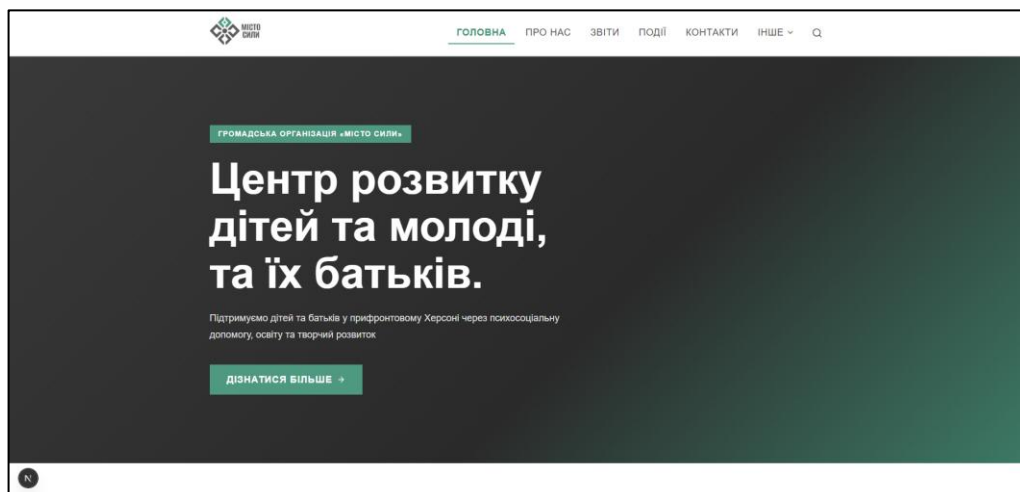 МІСТО
СИЛИ
ГОЛОВНА ПРО НАС ЗВІТИ ПОДІЇ КОНТАКТИ ІНШЕ
ГРОМАДСЬКА ОРГАНІЗАЦІЯ «МІСТО СИЛИ»
Центр розвитку
дітей та молоді,
та їх батьків.
Підтримуємо дітей та батьків у прифронтовому Херсоні через психосоціальну
допомогу, освіту та творчий розвиток
ДІЗНАТИСЯ БІЛЬШЕ →
N